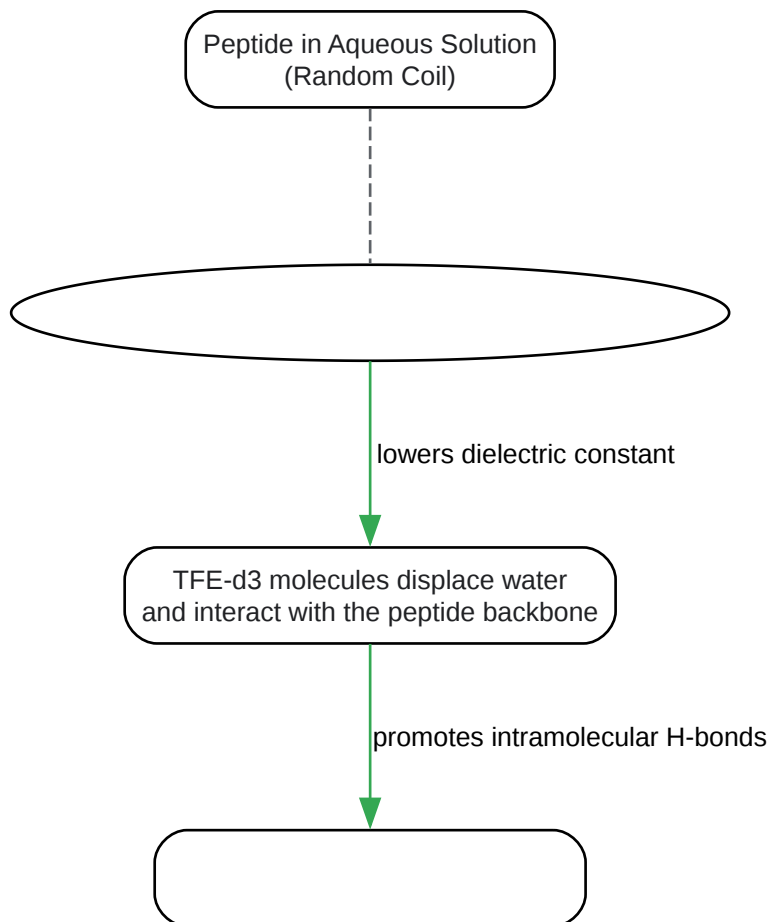 Peptide in Aqueous Solution
(Random Coil)
lowers dielectric constant
TFE-d3 molecules displace water
and interact with the peptide backbone
promotes intramolecular H-bonds